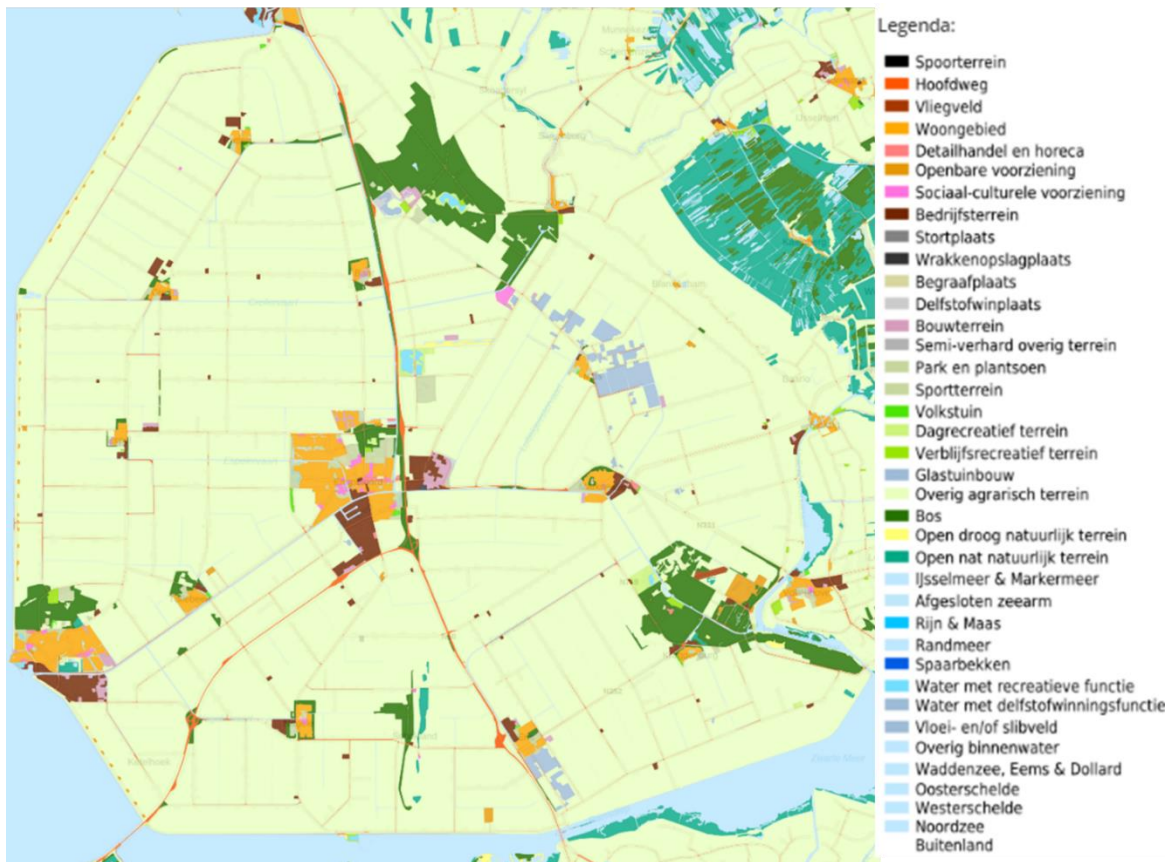 Legenda:
Spoorterrein
Hoofdweg
Vliegveld
Woongebied
Detailhandel en horeca
Openbare voorziening
Sociaal-culturele voorziening
Bedrijfsterrein
Stortplaats
Wrakkenopslagplaats
Begraafplaats
Delfstofwinplaats
Bouwterrein
Semi-verhard overig terrein
Park en plantsoen
Sportterrein
Volkstuin
Dagrecreatief terrein
Verblijfsrecreatief terrein
Glastuinbouw
Overig agrarisch terrein
Bos
Open droog natuurlijk terrein
Open nat natuurlijk terrein
IJsselmeer & Markermeer
Afgesloten zeearm
Rijn & Maas
Randmeer
Spaarbekken
Water met recreatieve functie
Water met delfstofwinningsfunctie
Vloei- en/of slibveld
Overig binnenwater
Waddenzee, Eems & Dollard
Oosterschelde
Westerschelde
Noordzee
Buitenland